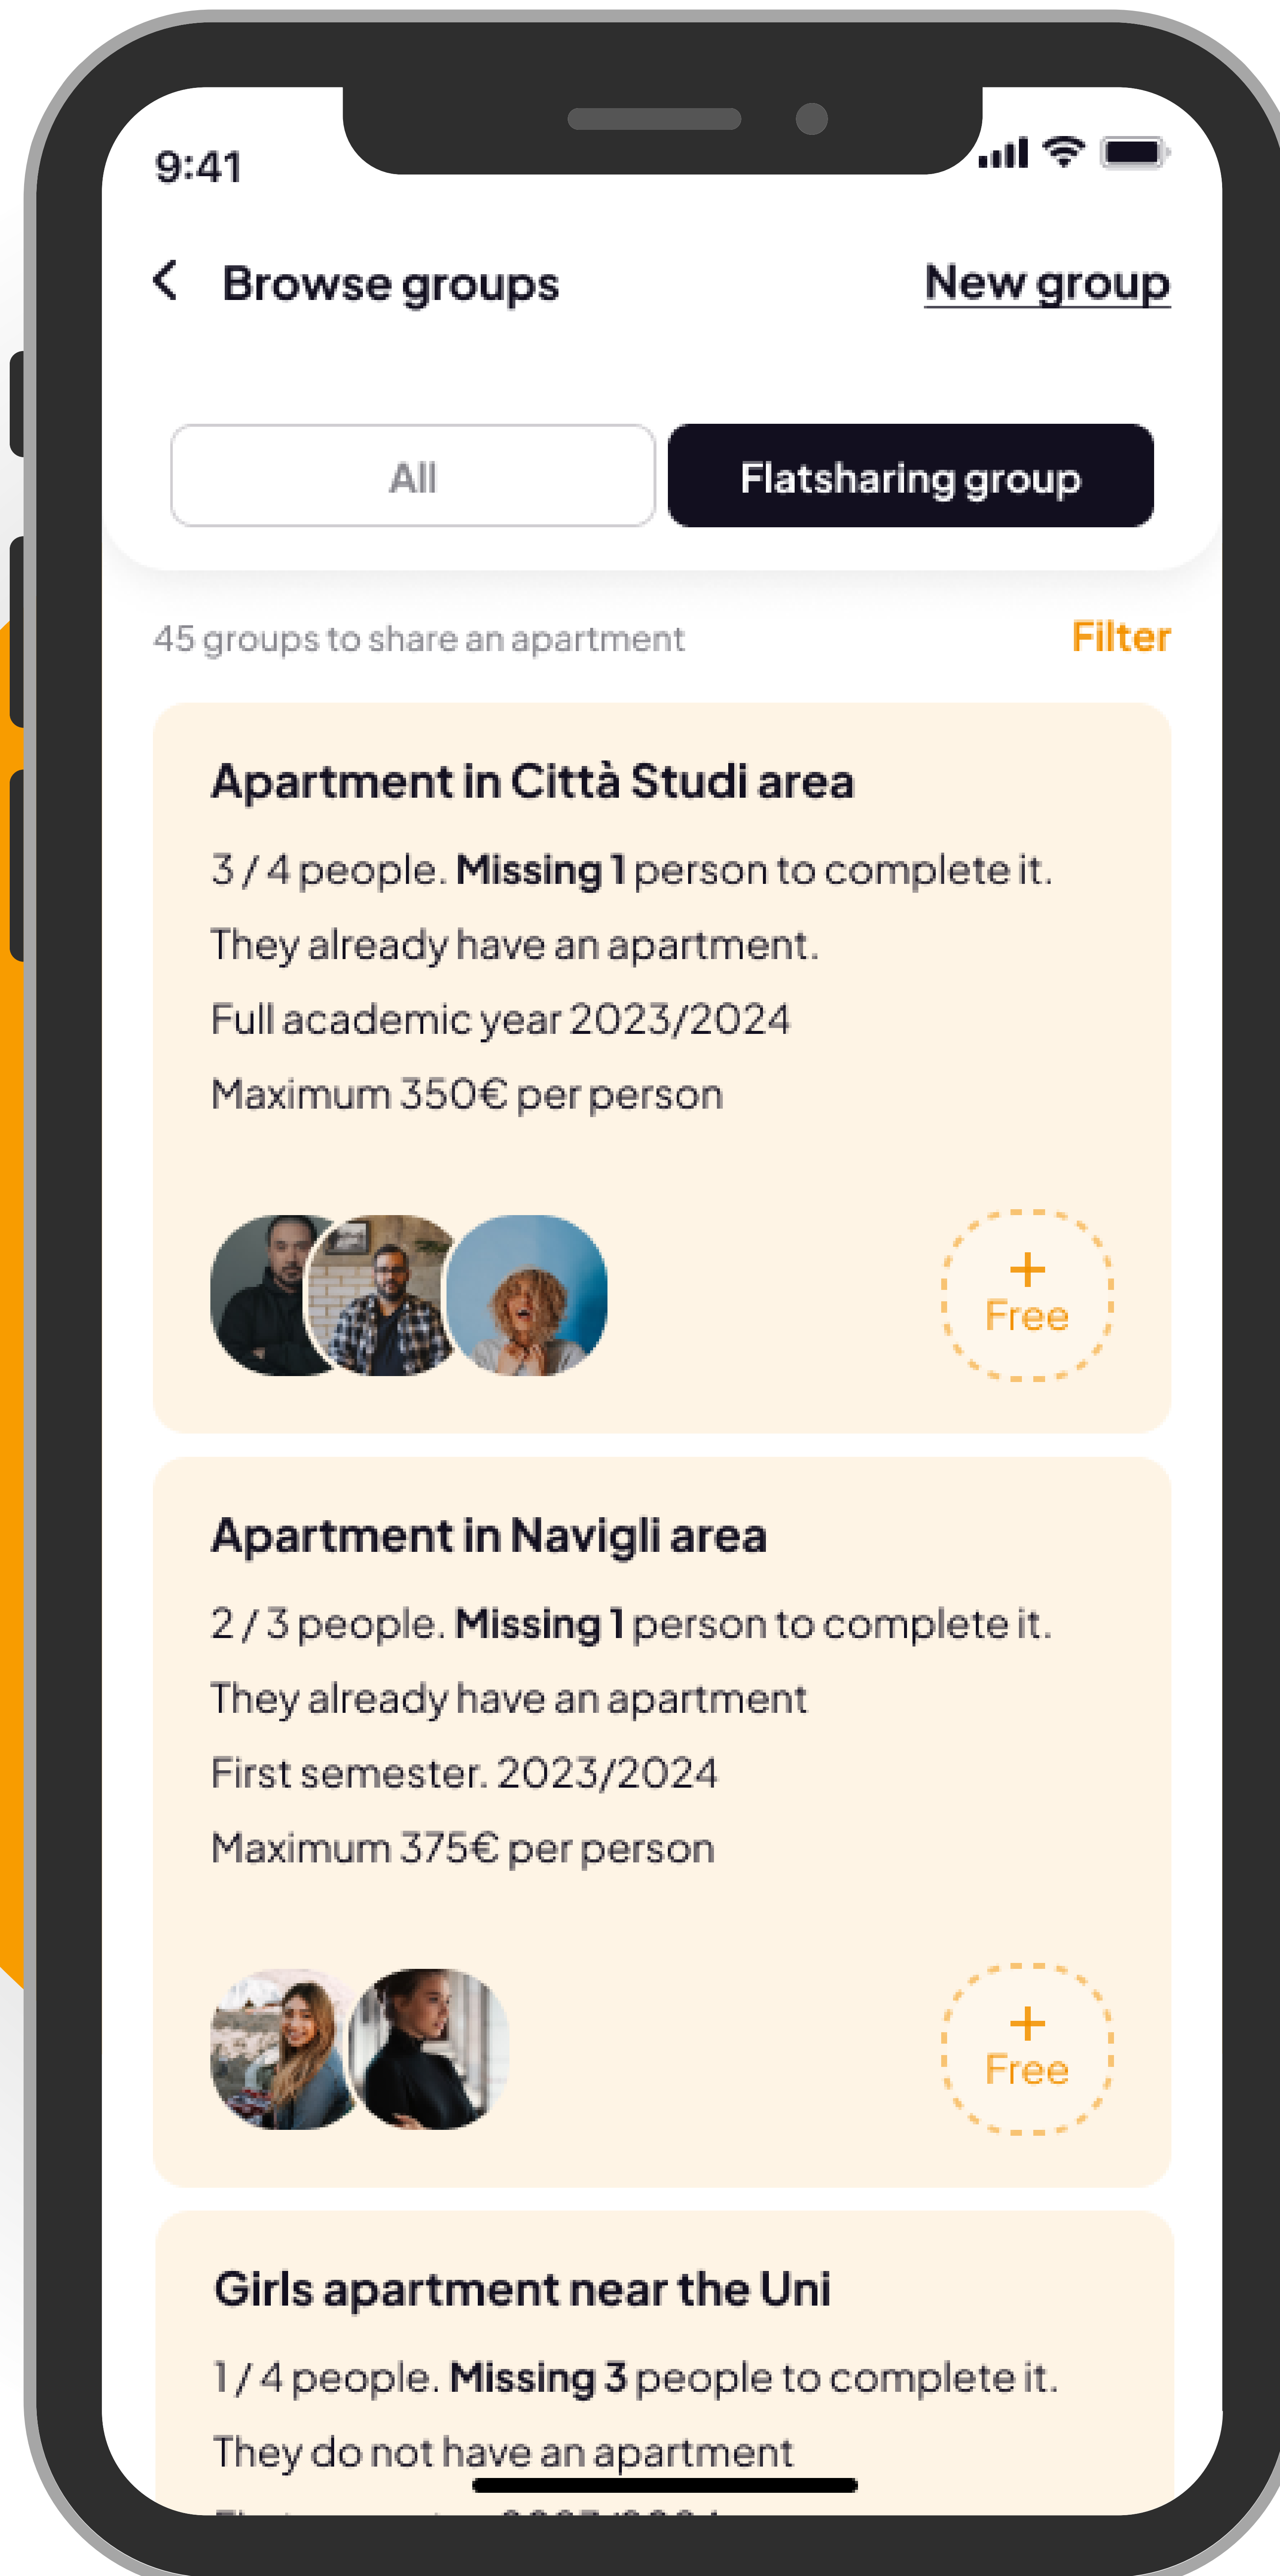 9:41
Browse groups
New group
All
Flatsharing group
45 groups to share an apartment
Filter
Apartment in Città Studi area
3 / 4 people. Missing 1 person to complete it.
They already have an apartment.
Full academic year 2023/2024
Maximum 350€ per person
+
Free
Apartment in Navigli area
2 / 3 people. Missing 1 person to complete it.
They already have an apartment
First semester. 2023/2024
Maximum 375€ per person
+
Free
Girls apartment near the Uni
1 / 4 people. Missing 3 people to complete it.
They do not have an apartment